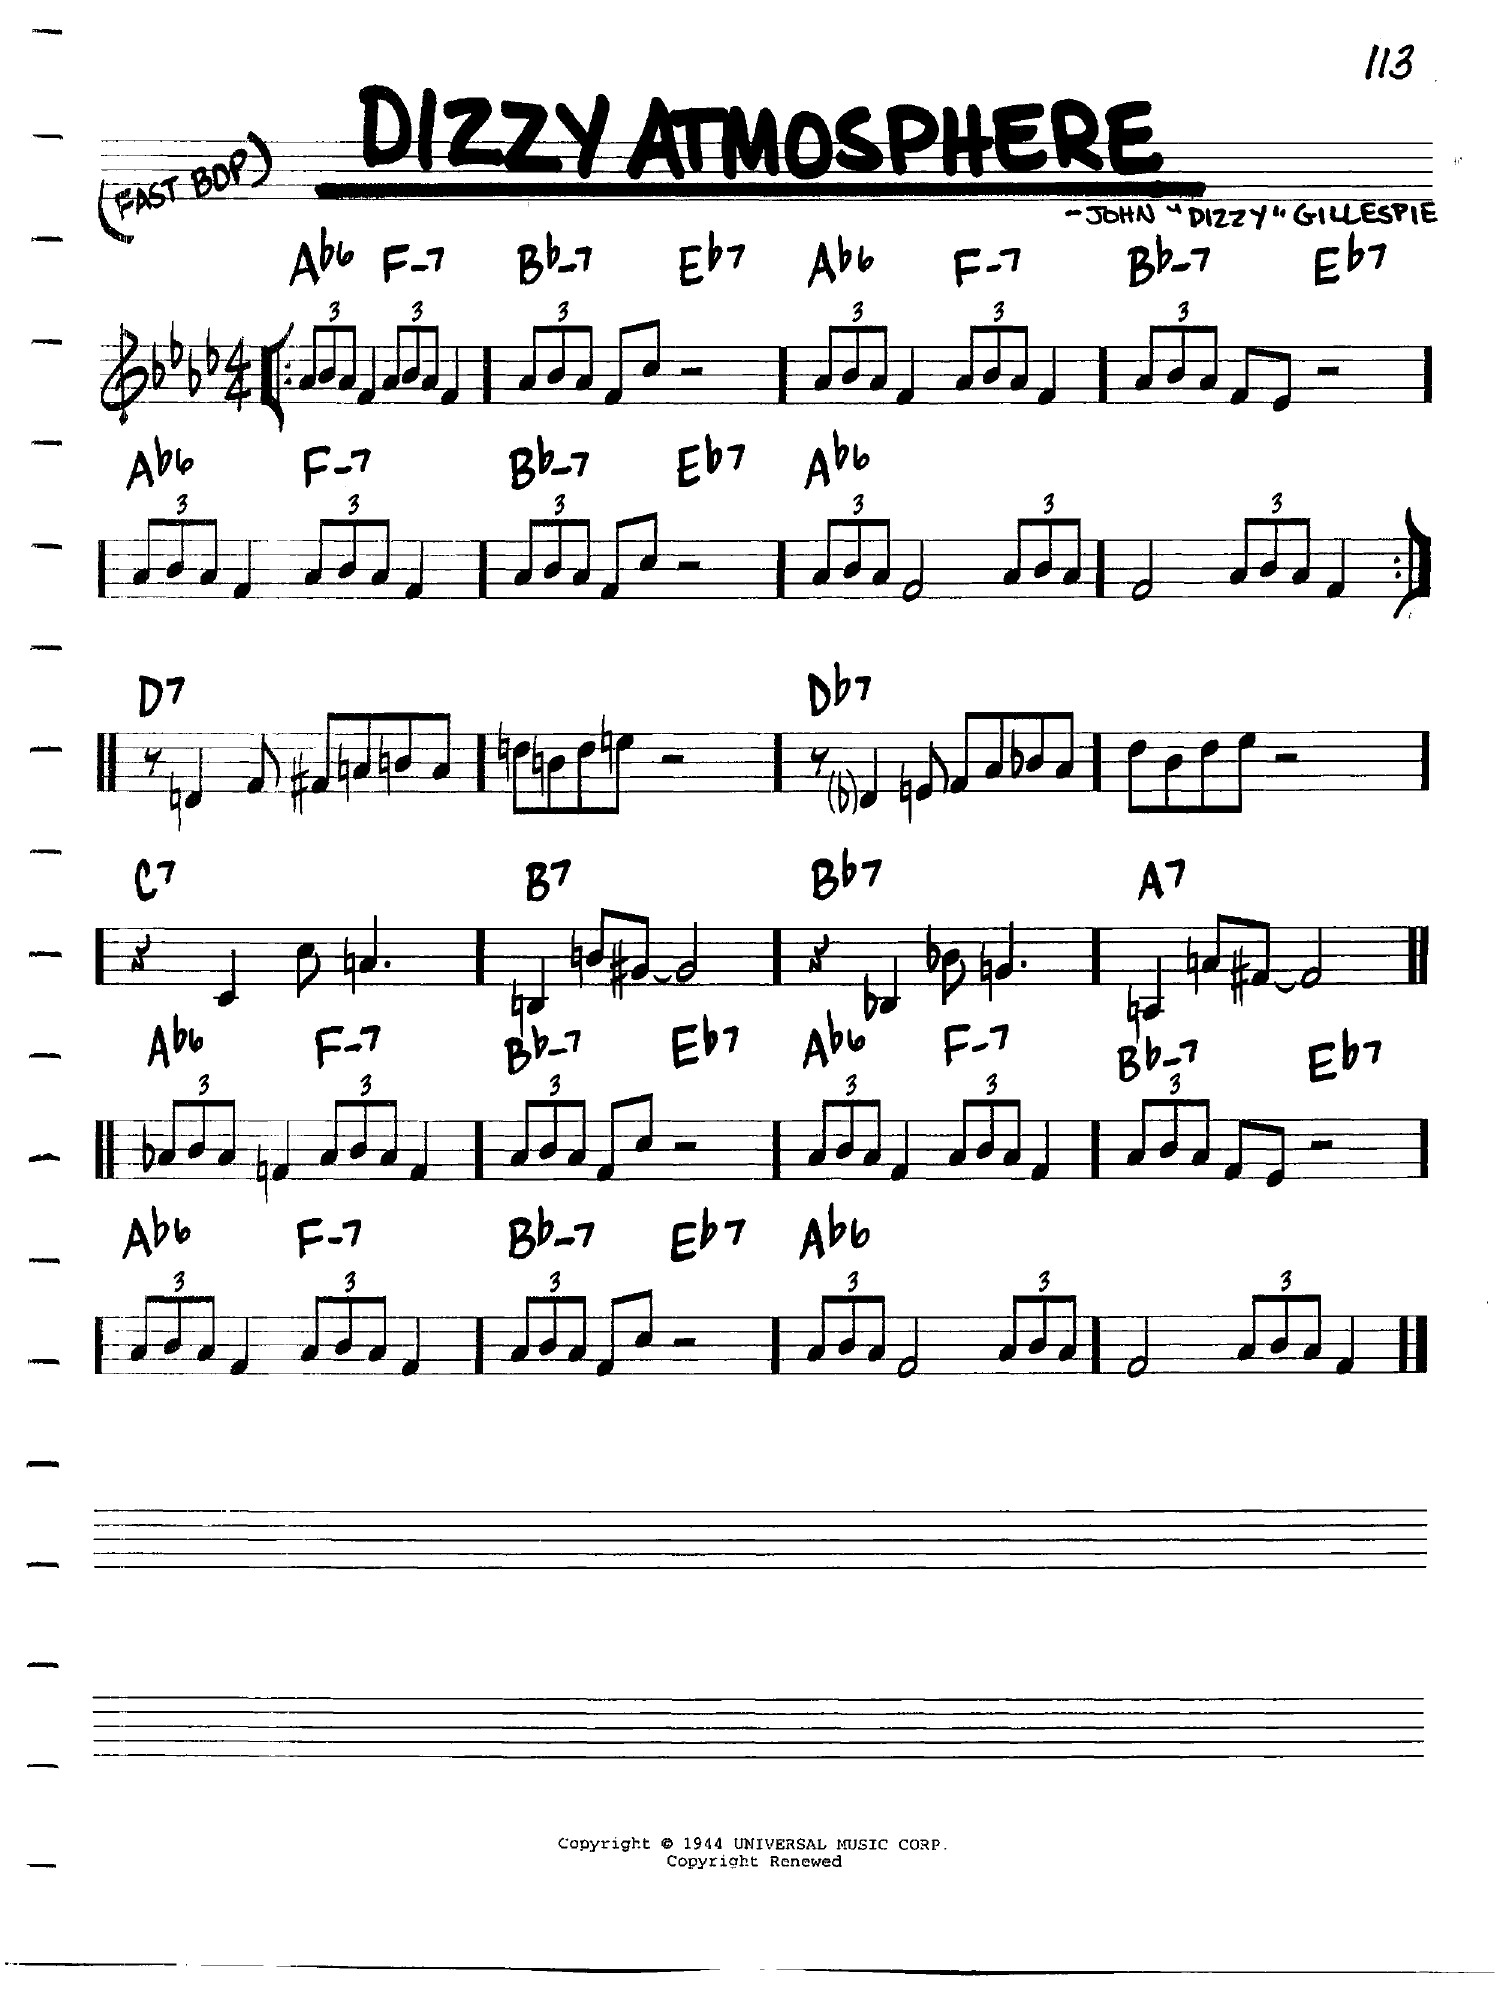 113
DIZZY ATMOSPHERE
(FAST BOP)
- JOHN "DIZZY" GILLESPIE
Ab6 F-7 Bb-7 Eb7 Ab6 F-7 Bb-7 Eb7
3 3 3 3 3 3
4
4
Ab6 F-7 Bb-7 Eb7 Ab6
3 3 3 3 3 3
D7 Db7
(b)
C7 B7 Bb7 A7
Ab6 F-7 Bb-7 Eb7 Ab6 F-7 Bb-7 Eb7
3 3 3 3 3 3
Ab6 F-7 Bb-7 Eb7 Ab6
3 3 3 3 3 3
Copyright © 1944 UNIVERSAL MUSIC CORP.
Copyright Renewed